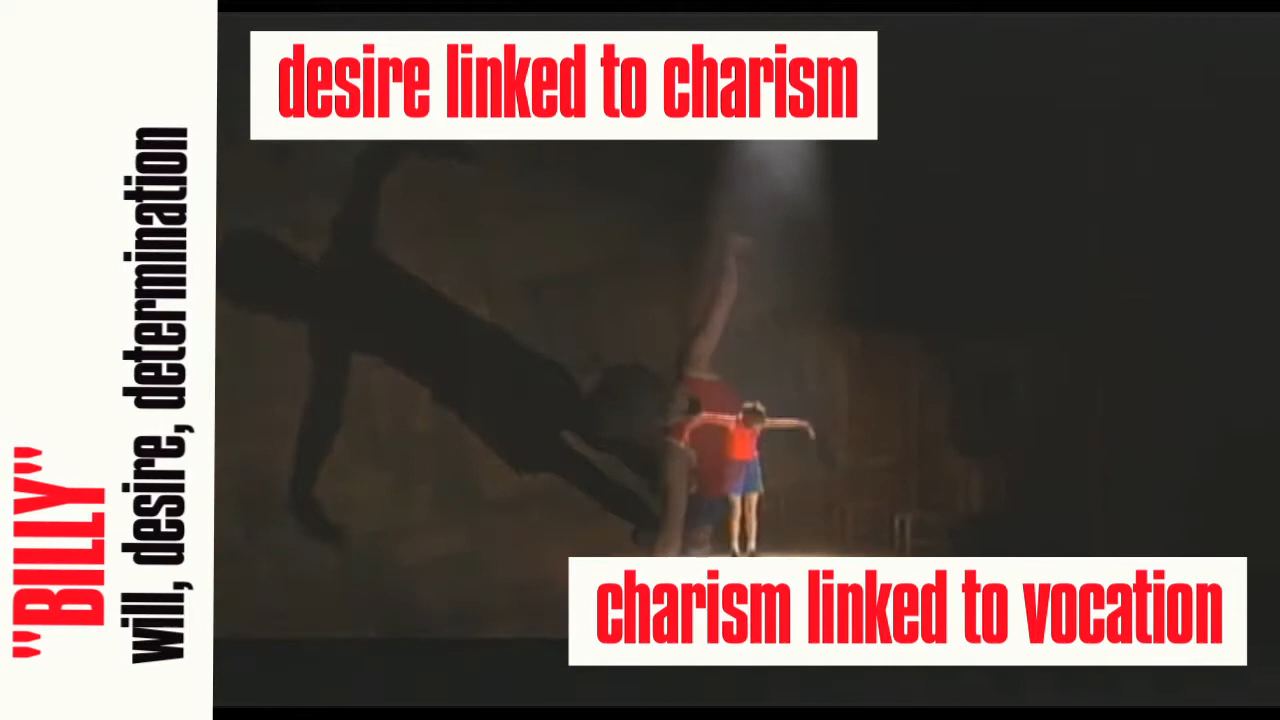 "BILLY"
will, desire, determination
desire linked to charism
charism linked to vocation